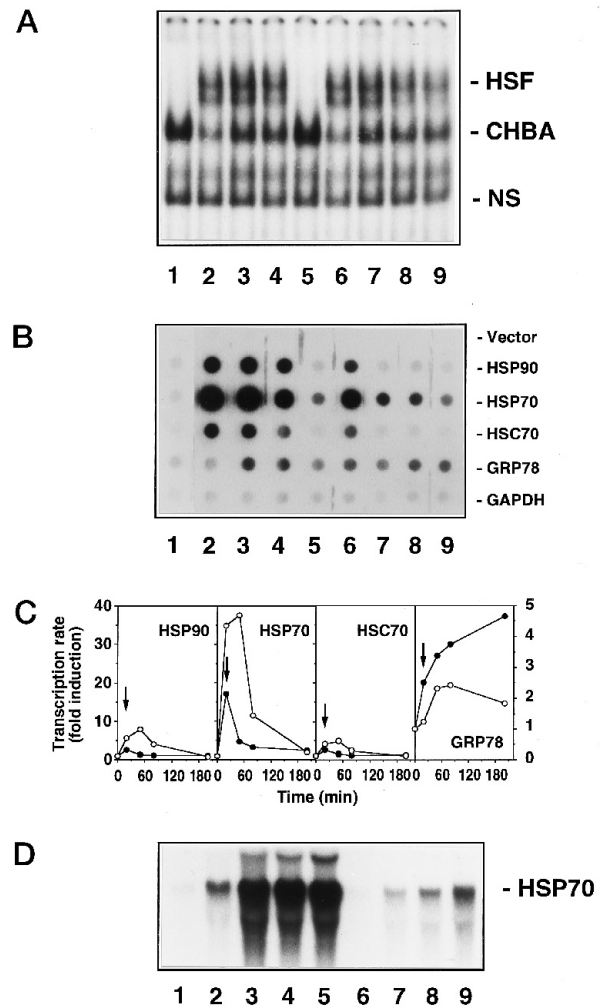 A
- HSF
- CHBA
- NS
1 2 3 4 5 6 7 8 9
B
- Vector
- HSP90
- HSP70
- HSC70
- GRP78
- GAPDH
1 2 3 4 5 6 7 8 9
C
Transcription rate
(fold induction)
40
30
20
10
0
HSP90
HSP70
HSC70
GRP78
5
4
3
2
1
0
0 60 120 180 0 60 120 180 0 60 120 180 0 60 120 180
Time (min)
D
- HSP70
1 2 3 4 5 6 7 8 9